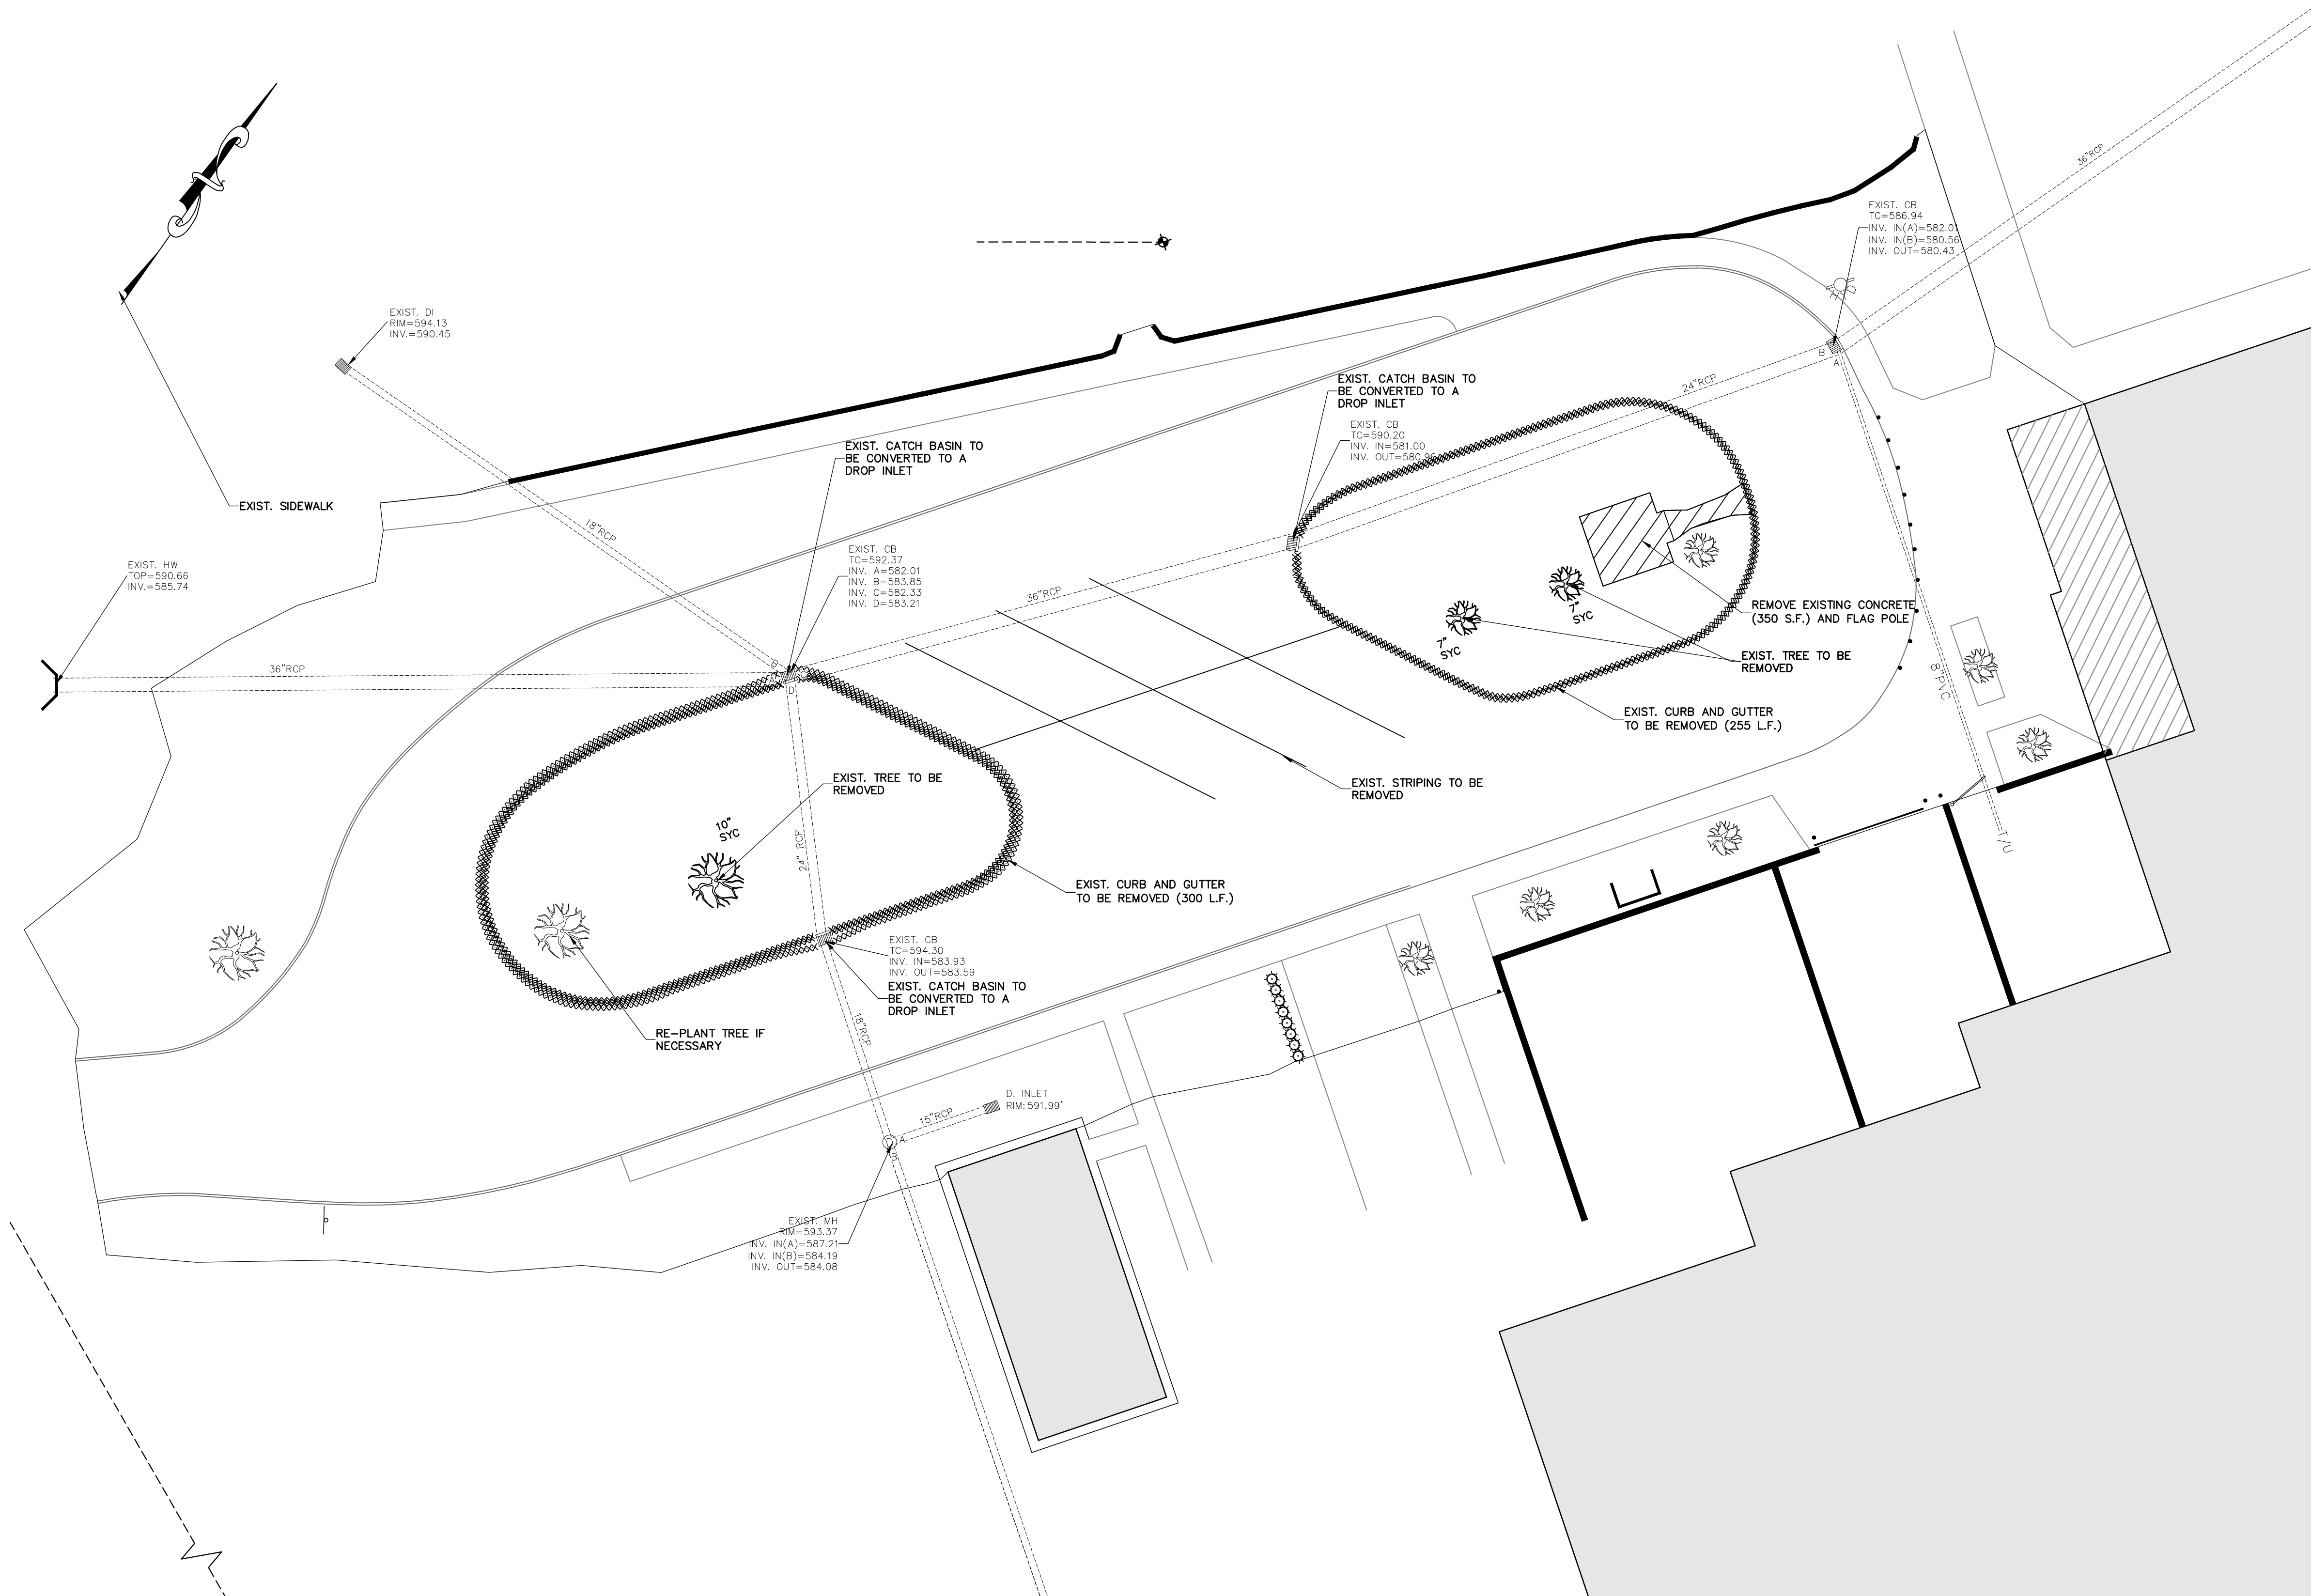 36"RCP
EXIST. CB
TC=586.94
INV. IN(A)=582.01
INV. IN(B)=580.56
INV. OUT=580.43
EXIST. DI
RIM=594.13
INV.=590.45
B
A
24"RCP
EXIST. CATCH BASIN TO
BE CONVERTED TO A
DROP INLET
EXIST. CB
TC=590.20
INV. IN=581.00
INV. OUT=580.96
EXIST. CATCH BASIN TO
BE CONVERTED TO A
DROP INLET
EXIST. SIDEWALK
18"RCP
EXIST. HW
TOP=590.66
INV.=585.74
EXIST. CB
TC=592.37
INV. A=582.01
INV. B=583.85
INV. C=582.33
INV. D=583.21
36"RCP
7"
SYC
7"
SYC
REMOVE EXISTING CONCRETE
(350 S.F.) AND FLAG POLE
EXIST. TREE TO BE
REMOVED
36"RCP
B
A
C
D
8"PVC
EXIST. CURB AND GUTTER
TO BE REMOVED (255 L.F.)
EXIST. TREE TO BE
REMOVED
EXIST. STRIPING TO BE
REMOVED
10"
SYC
24" RCP
T/U
EXIST. CURB AND GUTTER
TO BE REMOVED (300 L.F.)
EXIST. CB
TC=594.30
INV. IN=583.93
INV. OUT=583.59
EXIST. CATCH BASIN TO
BE CONVERTED TO A
DROP INLET
RE-PLANT TREE IF
NECESSARY
18"RCP
D. INLET
RIM: 591.99'
15"RCP
A
B
EXIST. MH
RIM=593.37
INV. IN(A)=587.21
INV. IN(B)=584.19
INV. OUT=584.08